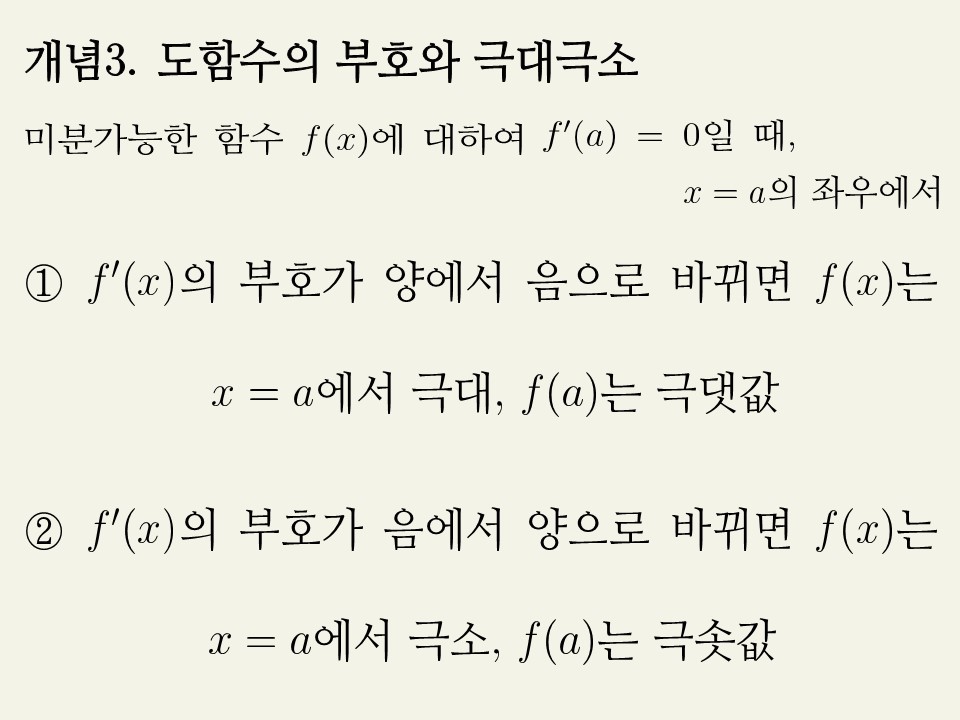 개념3. 도함수의 부호와 극대극소
미분가능한 함수 f(x)에 대하여 f′(a) = 0일 때,
x = a의 좌우에서
① f′(x)의 부호가 양에서 음으로 바뀌면 f(x)는
x = a에서 극대, f(a)는 극댓값
② f′(x)의 부호가 음에서 양으로 바뀌면 f(x)는
x = a에서 극소, f(a)는 극솟값